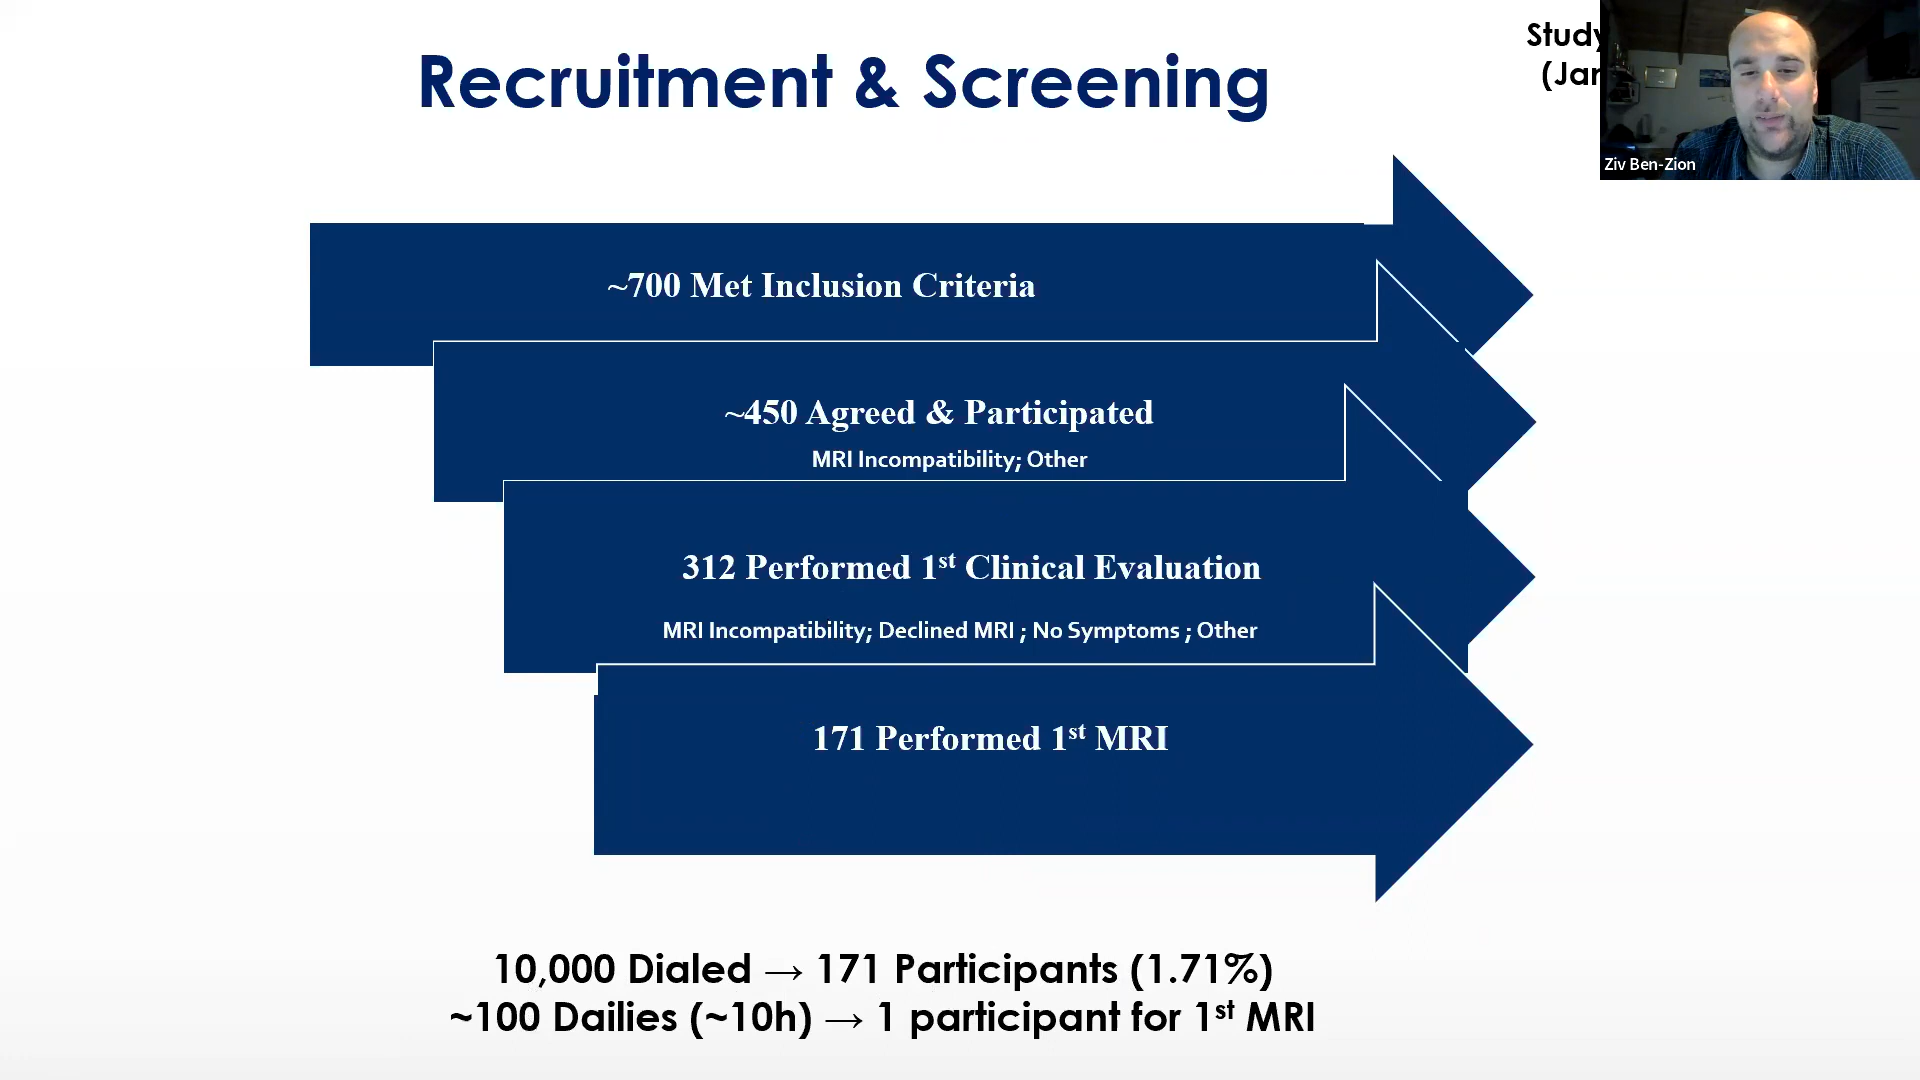 Recruitment & Screening
Study
(Jan
Ziv Ben-Zion
~700 Met Inclusion Criteria
~450 Agreed & Participated
MRI Incompatibility; Other
312 Performed 1st Clinical Evaluation
MRI Incompatibility; Declined MRI ; No Symptoms ; Other
171 Performed 1st MRI
10,000 Dialed → 171 Participants (1.71%)
~100 Dailies (~10h) → 1 participant for 1st MRI